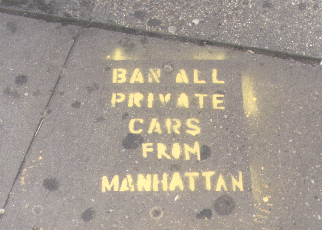 BAN ALL
PRIVATE
CARS
FROM
MANHATTAN